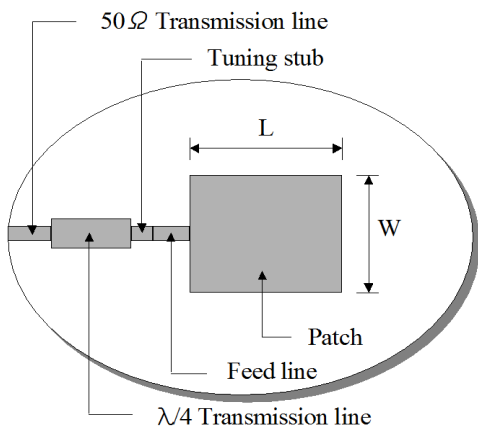 50Ω Transmission line
Tuning stub
L
W
Patch
Feed line
λ/4 Transmission line